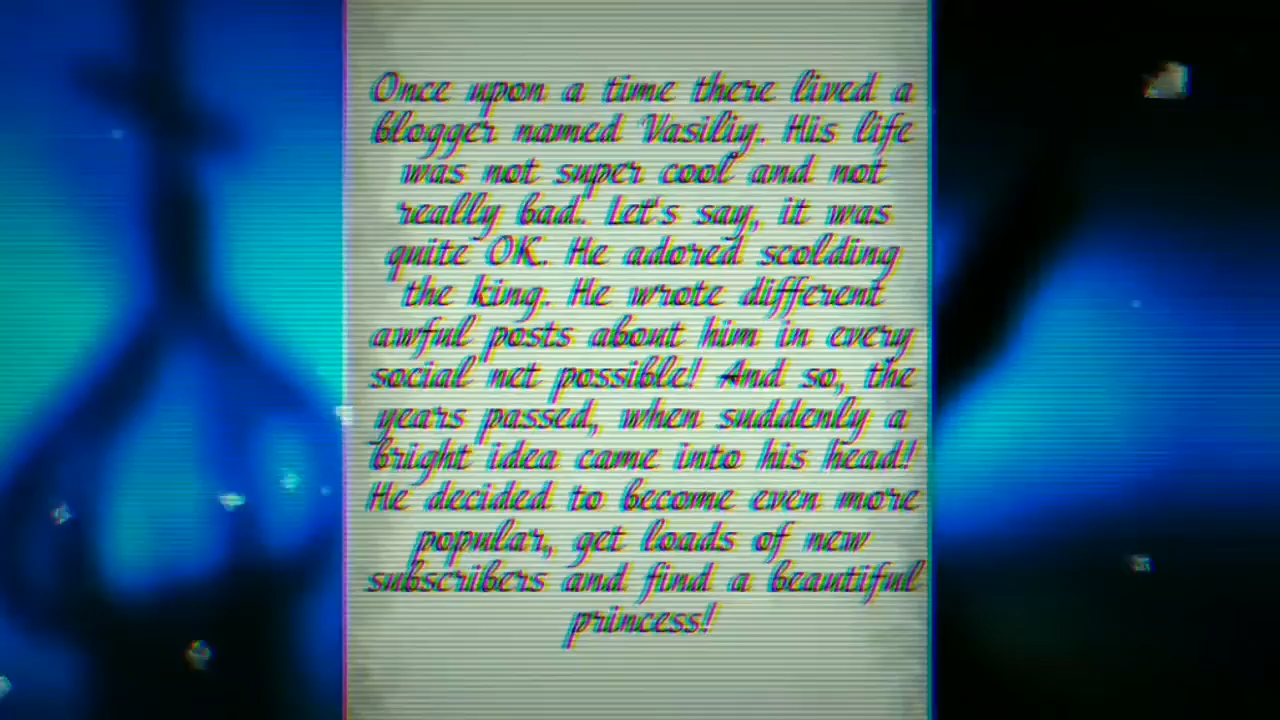 Once upon a time there lived a
blogger named Vasiliy. His life
was not super cool and not
really bad. Let's say, it was
quite OK. He adored scolding
the king. He wrote different
awful posts about him in every
social net possible! And so, the
years passed, when suddenly a
bright idea came into his head!
He decided to become even more
popular, get loads of new
subscribers and find a beautiful
princess!